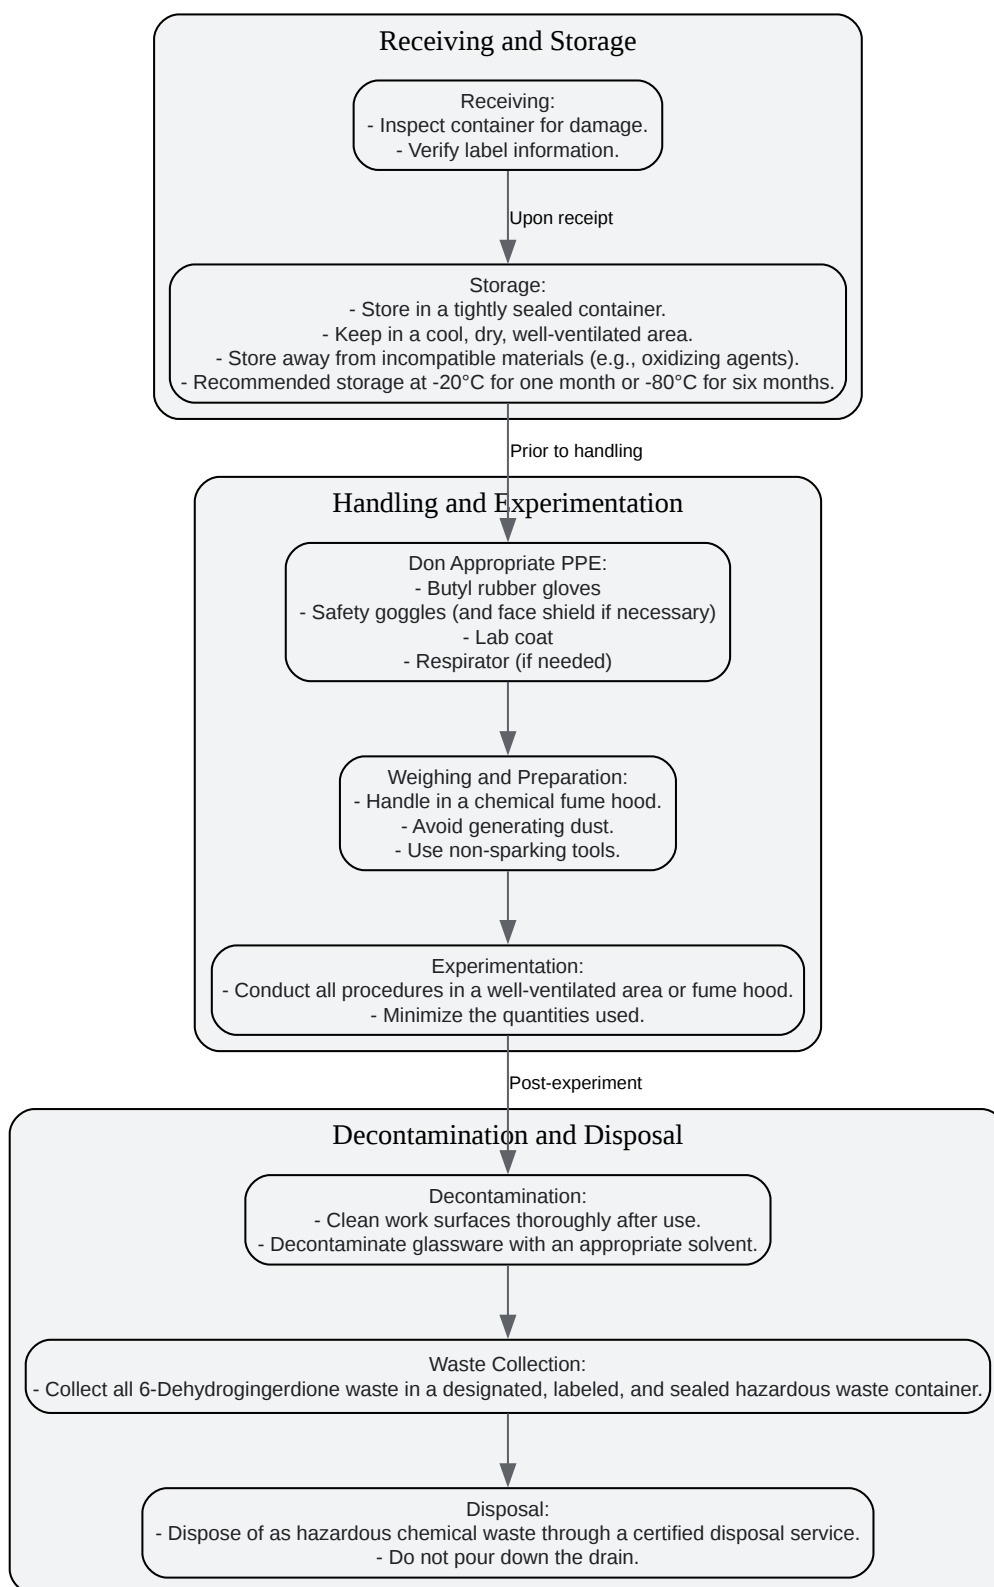 Receiving and Storage
Receiving:
- Inspect container for damage.
- Verify label information.
Upon receipt
Storage:
- Store in a tightly sealed container.
- Keep in a cool, dry, well-ventilated area.
- Store away from incompatible materials (e.g., oxidizing agents).
- Recommended storage at -20°C for one month or -80°C for six months.
Prior to handling
Handling and Experimentation
Don Appropriate PPE:
- Butyl rubber gloves
- Safety goggles (and face shield if necessary)
- Lab coat
- Respirator (if needed)
Weighing and Preparation:
- Handle in a chemical fume hood.
- Avoid generating dust.
- Use non-sparking tools.
Experimentation:
- Conduct all procedures in a well-ventilated area or fume hood.
- Minimize the quantities used.
Post-experiment
Decontamination and Disposal
Decontamination:
- Clean work surfaces thoroughly after use.
- Decontaminate glassware with an appropriate solvent.
Waste Collection:
- Collect all 6-Dehydrogingerdione waste in a designated, labeled, and sealed hazardous waste container.
Disposal:
- Dispose of as hazardous chemical waste through a certified disposal service.
- Do not pour down the drain.